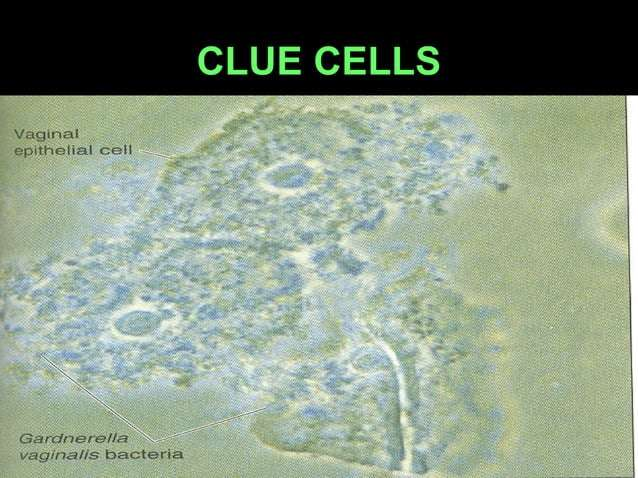 CLUE CELLS
Vaginal
epithelial cell
Gardnerella
vaginalis bacteria